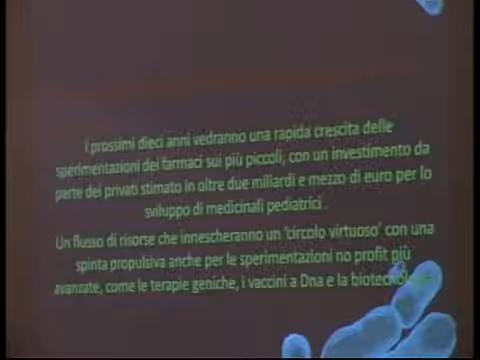 i prossimi dieci anni vedranno una rapida crescita delle
sperimentazioni dei farmaci sui più piccoli, con un investimento da
parte dei privati stimato in oltre due miliardi e mezzo di euro per lo
sviluppo di medicinali pediatrici.
Un flusso di risorse che innescheranno un 'circolo virtuoso' con una
spinta propulsiva anche per le sperimentazioni no profit più
avanzate, come le terapie geniche, i vaccini a Dna e la